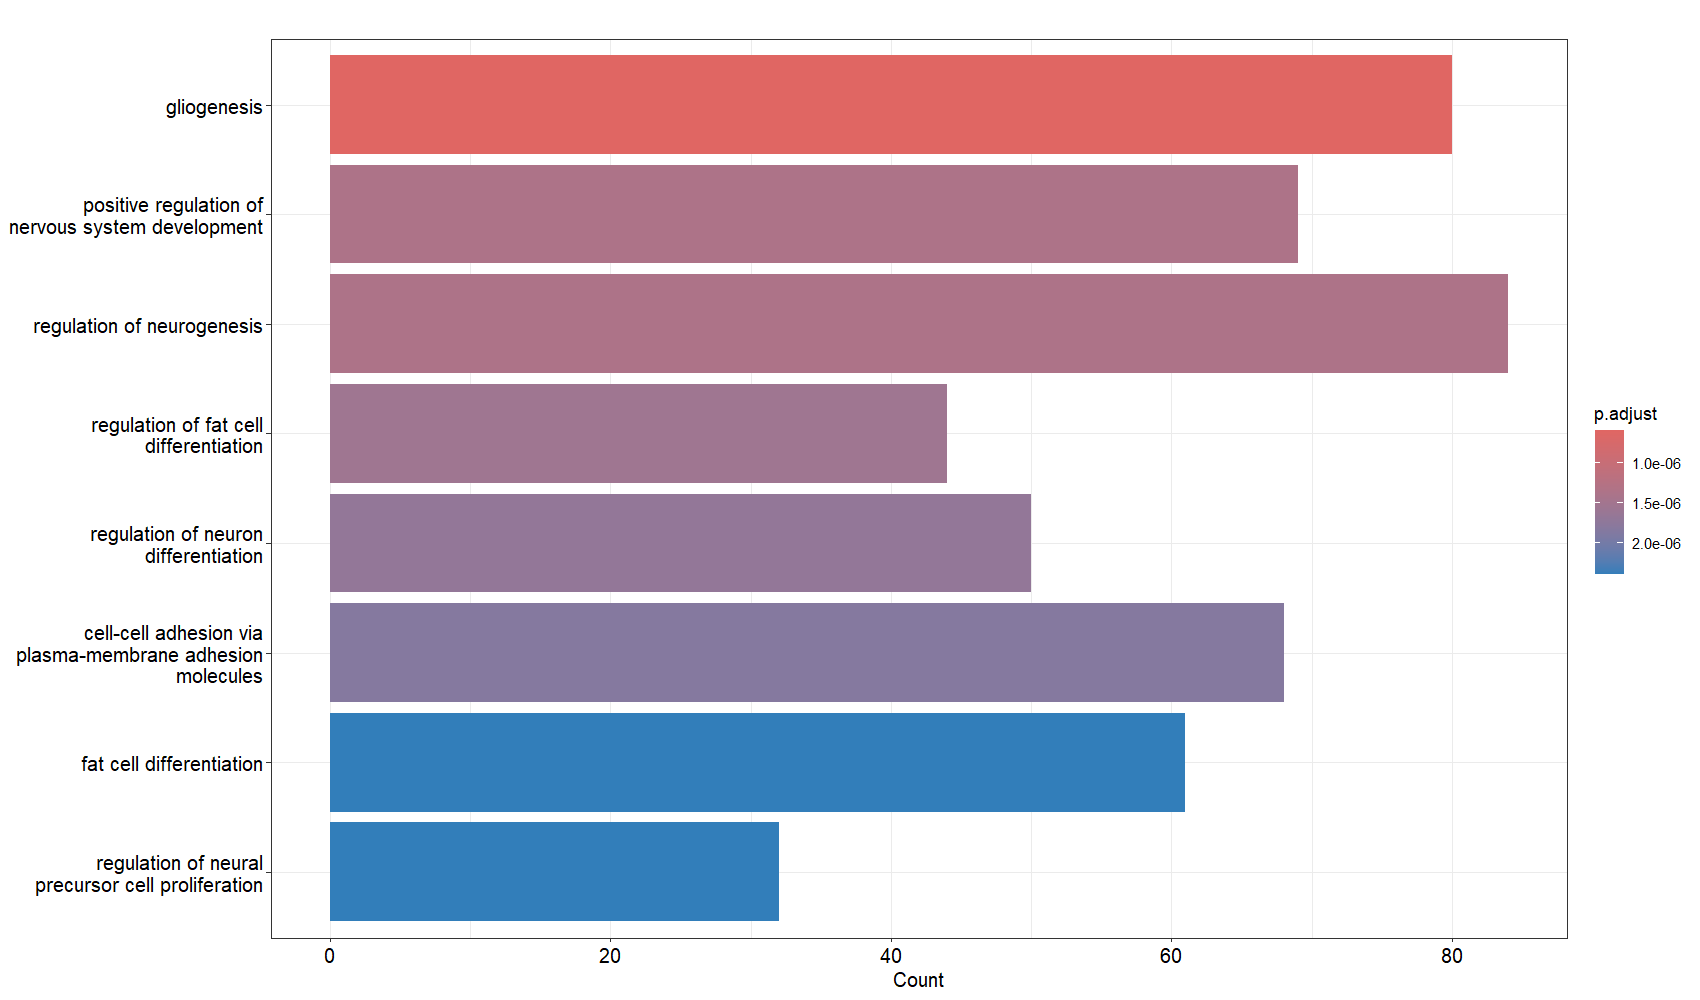 gliogenesis
positive regulation of
nervous system development
regulation of neurogenesis
regulation of fat cell
differentiation
regulation of neuron
differentiation
cell-cell adhesion via
plasma-membrane adhesion
molecules
fat cell differentiation
regulation of neural
precursor cell proliferation
0 20 40 60 80
Count
p.adjust
1.0e-06
1.5e-06
2.0e-06